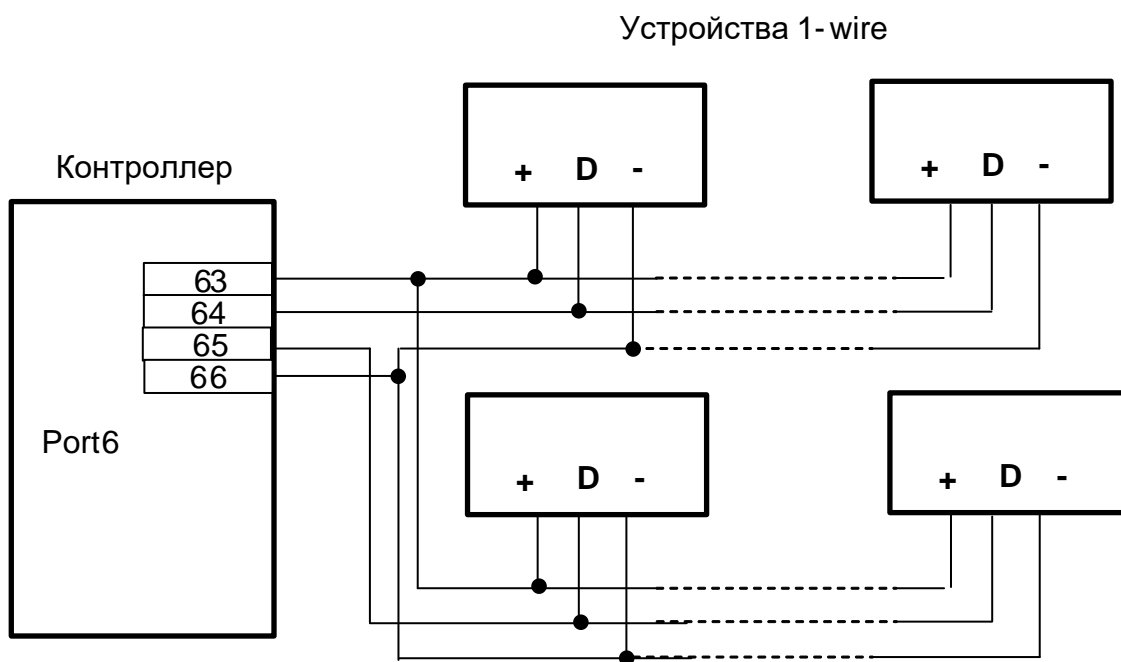 Устройства 1- wire
Контроллер
+ D -
+ D -
63
64
65
66
Port6
+ D -
+ D -